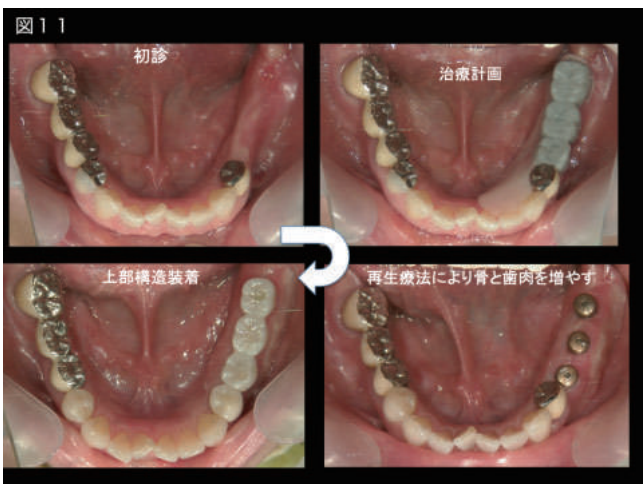 図１１
初診
治療計画
上部構造装着
再生療法により骨と歯肉を増やす